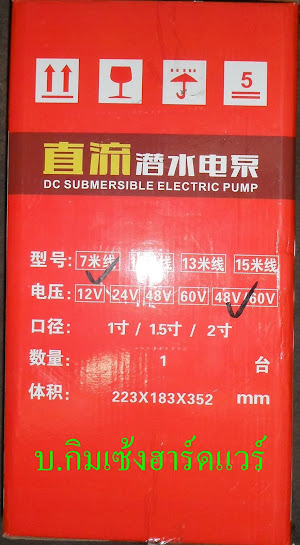 5
直流潜水电泵
DC SUBMERSIBLE ELECTRIC PUMP
型号: 7米线 13米线 15米线
电压: 12V 24V 48V 60V 48V 60V
口径: 1寸 / 1.5寸 / 2寸
数量: 1 台
体积: 223X183X352 mm
บ.กิมเซ้งฮาร์ดแวร์